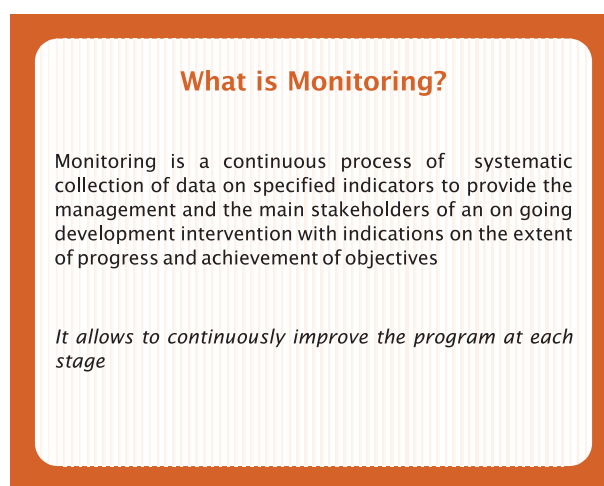 What is Monitoring?
Monitoring is a continuous process of systematic
collection of data on specified indicators to provide the
management and the main stakeholders of an on going
development intervention with indications on the extent
of progress and achievement of objectives
It allows to continuously improve the program at each
stage